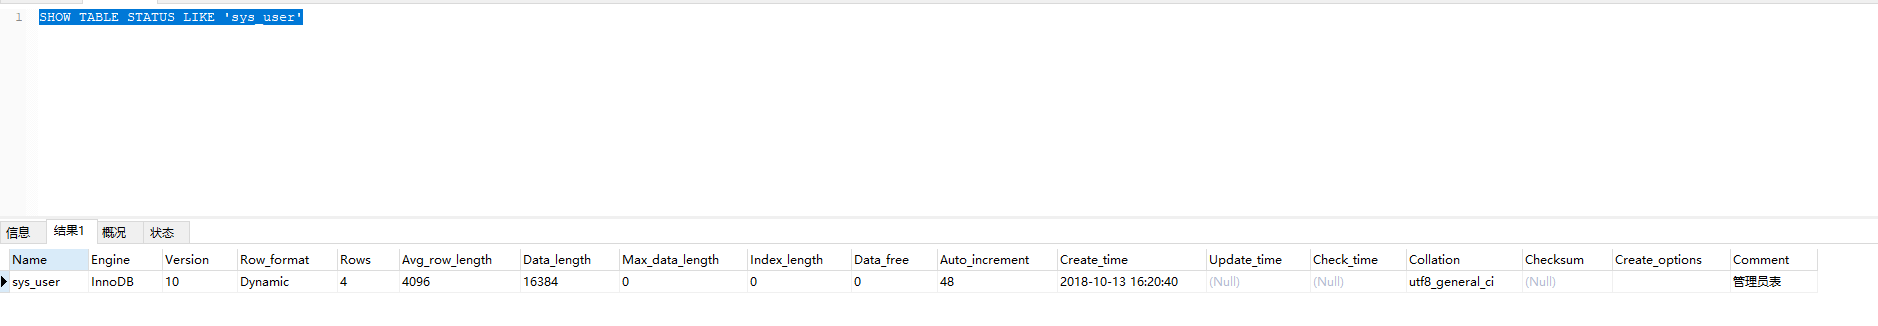 1 SHOW TABLE STATUS LIKE 'sys_user'
信息 结果1 概况 状态
Name Engine Version Row_format Rows Avg_row_length Data_length Max_data_length Index_length Data_free Auto_increment Create_time Update_time Check_time Collation Checksum Create_options Comment
sys_user InnoDB 10 Dynamic 4 4096 16384 0 0 0 48 2018-10-13 16:20:40 (Null) (Null) utf8_general_ci (Null) 管理员表